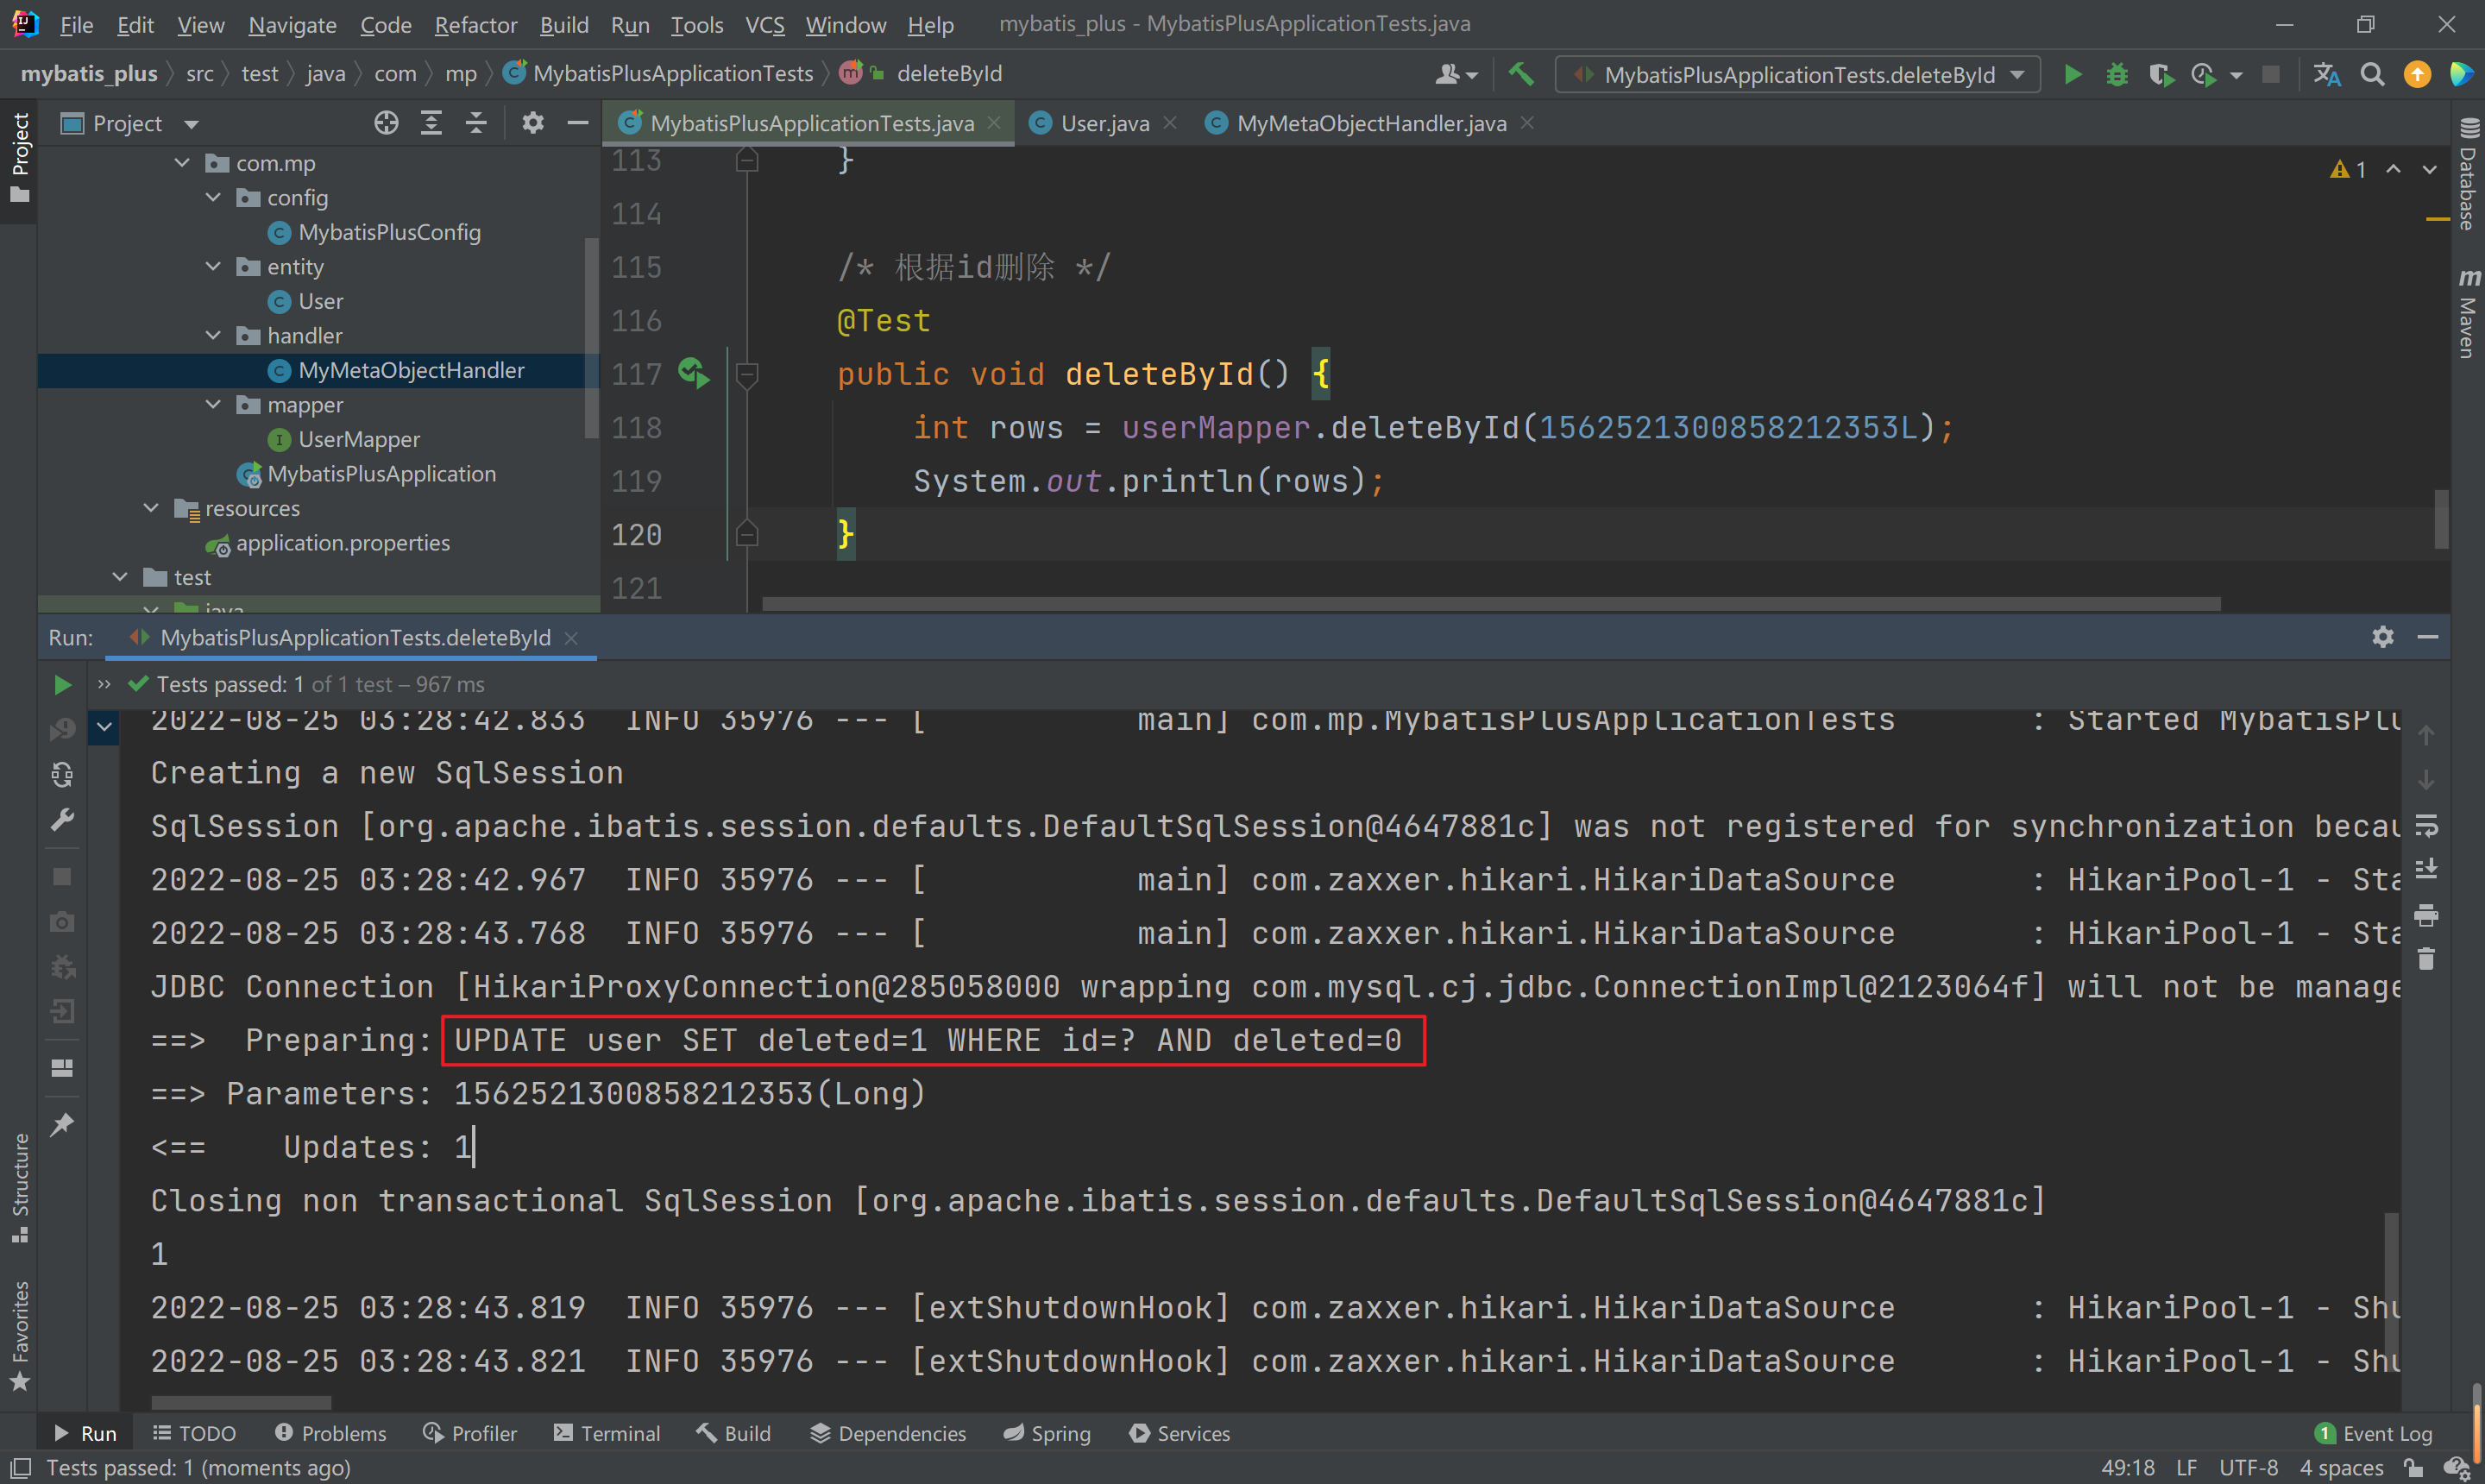 File Edit View Navigate Code Refactor Build Run Tools VCS Window Help mybatis_plus - MybatisPlusApplicationTests.java
mybatis_plus src test java com mp MybatisPlusApplicationTests deleteById MybatisPlusApplicationTests.deleteById
Project
MybatisPlusApplicationTests.java User.java MyMetaObjectHandler.java
Project
com.mp
config
MybatisPlusConfig
entity
User
handler
MyMetaObjectHandler
mapper
UserMapper
MybatisPlusApplication
resources
application.properties
test
java
113 }
114
115 /* 根据id删除 */
116 @Test
117 public void deleteById() {
118 int rows = userMapper.deleteById(1562521300858212353L);
119 System.out.println(rows);
120 }
121
1
Database
Maven
Run: MybatisPlusApplicationTests.deleteById
Tests passed: 1 of 1 test – 967 ms
2022-08-25 03:28:42.833  INFO 35976 --- [           main] com.mp.MybatisPlusApplicationTests       : Started MybatisPlu
Creating a new SqlSession
SqlSession [org.apache.ibatis.session.defaults.DefaultSqlSession@4647881c] was not registered for synchronization becau
2022-08-25 03:28:42.967  INFO 35976 --- [           main] com.zaxxer.hikari.HikariDataSource       : HikariPool-1 - Sta
2022-08-25 03:28:43.768  INFO 35976 --- [           main] com.zaxxer.hikari.HikariDataSource       : HikariPool-1 - Sta
JDBC Connection [HikariProxyConnection@285058000 wrapping com.mysql.cj.jdbc.ConnectionImpl@2123064f] will not be manage
==>  Preparing: UPDATE user SET deleted=1 WHERE id=? AND deleted=0
==> Parameters: 1562521300858212353(Long)
<==    Updates: 1
Closing non transactional SqlSession [org.apache.ibatis.session.defaults.DefaultSqlSession@4647881c]
1
2022-08-25 03:28:43.819  INFO 35976 --- [extShutdownHook] com.zaxxer.hikari.HikariDataSource       : HikariPool-1 - Shu
2022-08-25 03:28:43.821  INFO 35976 --- [extShutdownHook] com.zaxxer.hikari.HikariDataSource       : HikariPool-1 - Shu
Structure
Favorites
Run TODO Problems Profiler Terminal Build Dependencies Spring Services 1 Event Log
Tests passed: 1 (moments ago) 49:18 LF UTF-8 4 spaces